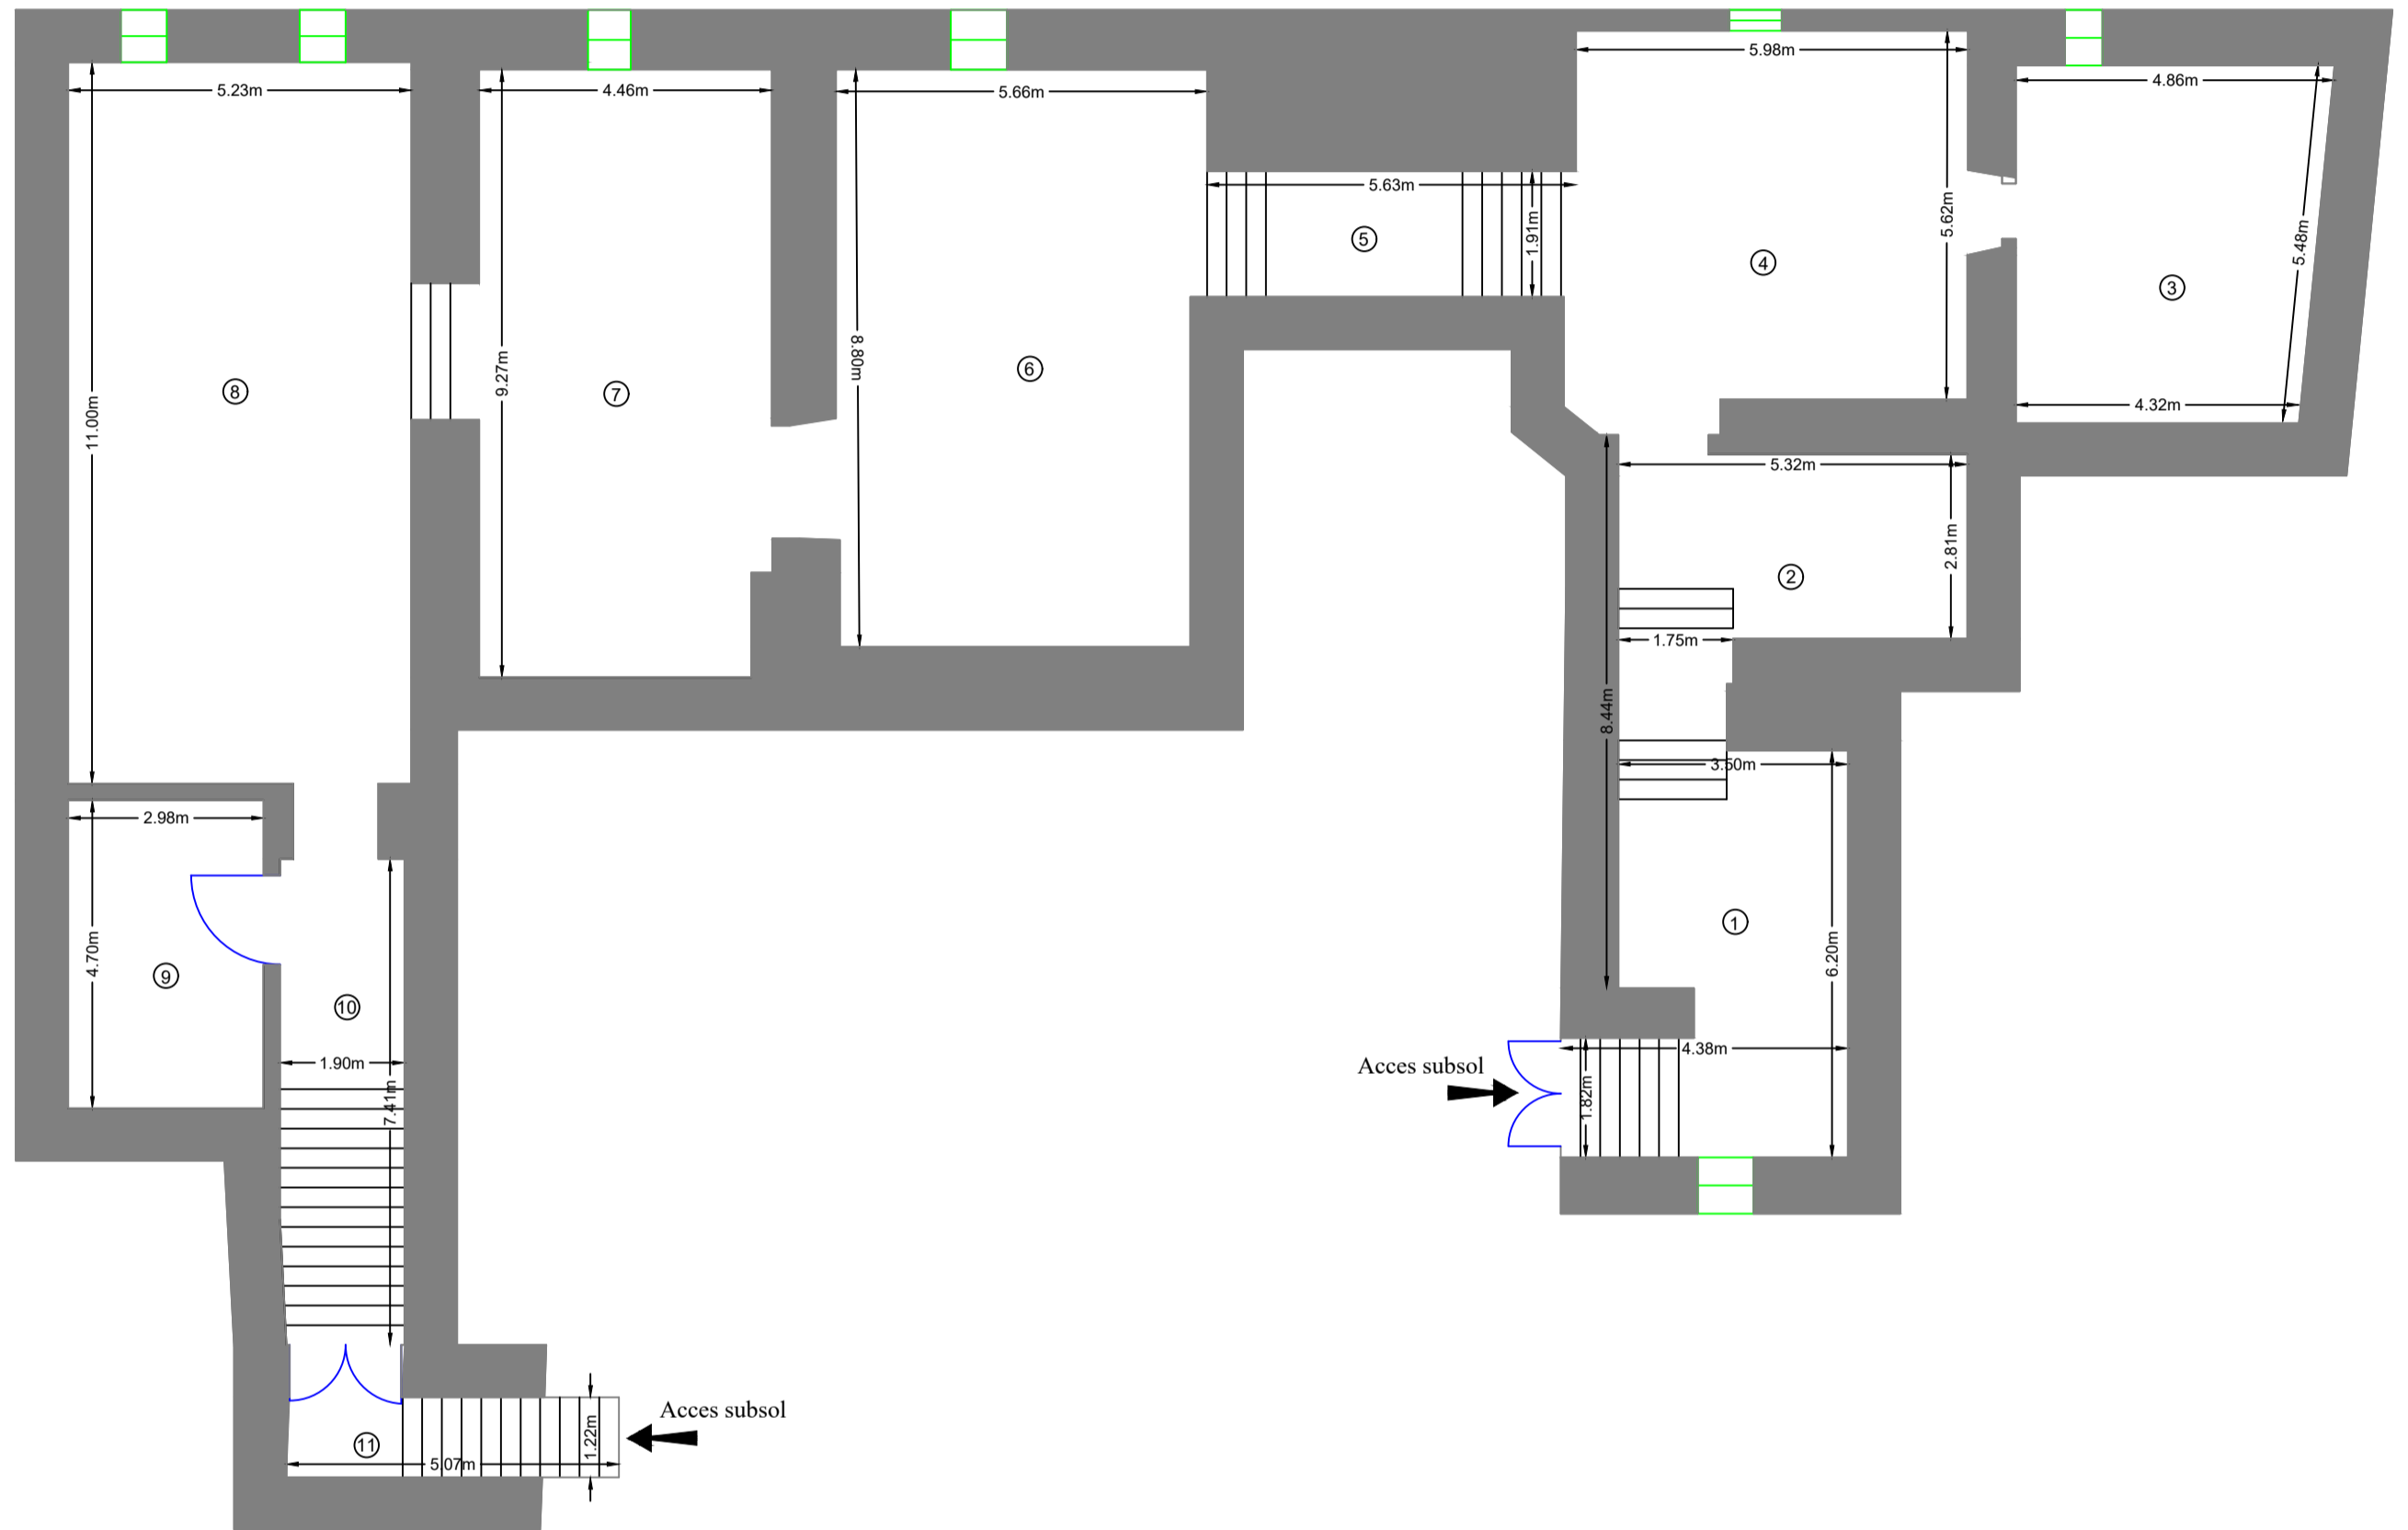 5.23m
4.46m
5.66m
5.98m
4.86m
5.63m
1.91m
5.62m
5.48m
5
4
3
11.00m
8
9.27m
7
8.80m
6
4.32m
5.32m
2.81m
2
1.75m
8.44m
3.50m
2.98m
4.70m
9
10
1
6.20m
1.90m
7.41m
4.38m
Acces subsol
1.82m
Acces subsol
1.22m
11
5.07m